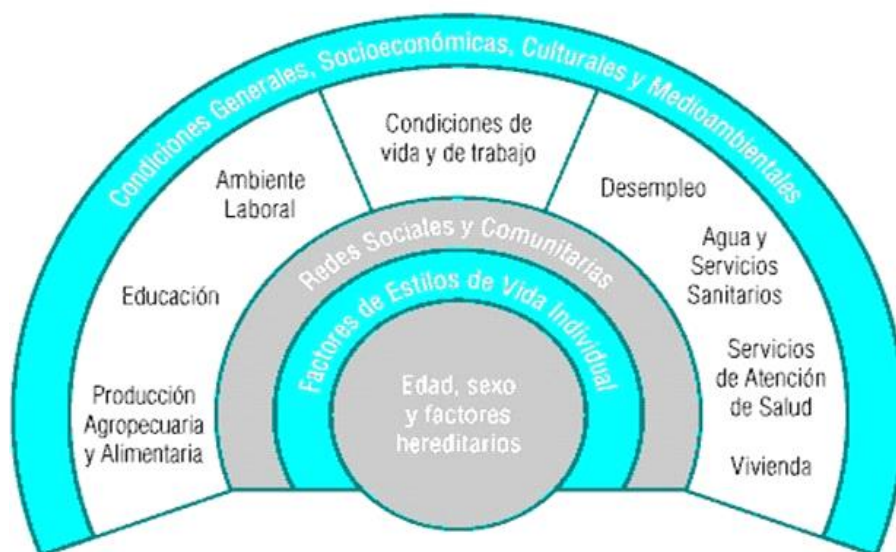 Condiciones Generales, Socioeconómicas, Culturales y Medioambientales
Condiciones de
vida y de trabajo
Ambiente
Laboral
Desempleo
Redes Sociales y Comunitarias
Agua y
Servicios
Sanitarios
Educación
Factores de Estilos de Vida Individual
Servicios
de Atención
de Salud
Edad, sexo
y factores
hereditarios
Producción
Agropecuaria
y Alimentaria
Vivienda